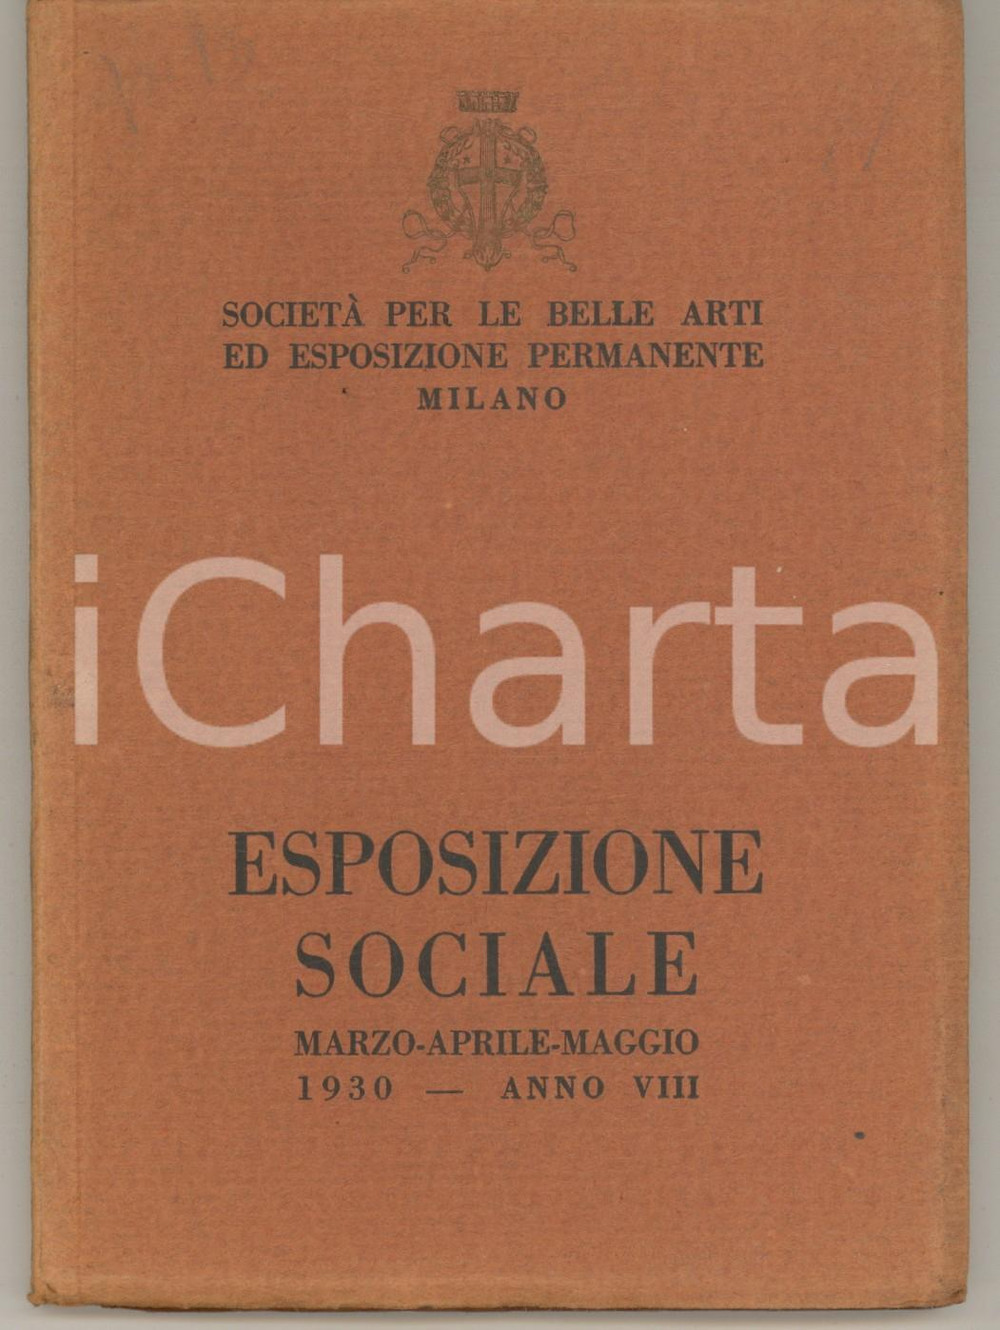 SOCIETÀ PER LE BELLE ARTI
ED ESPOSIZIONE PERMANENTE
MILANO
iCharta
ESPOSIZIONE
SOCIALE
MARZO-APRILE-MAGGIO
1930 — ANNO VIII